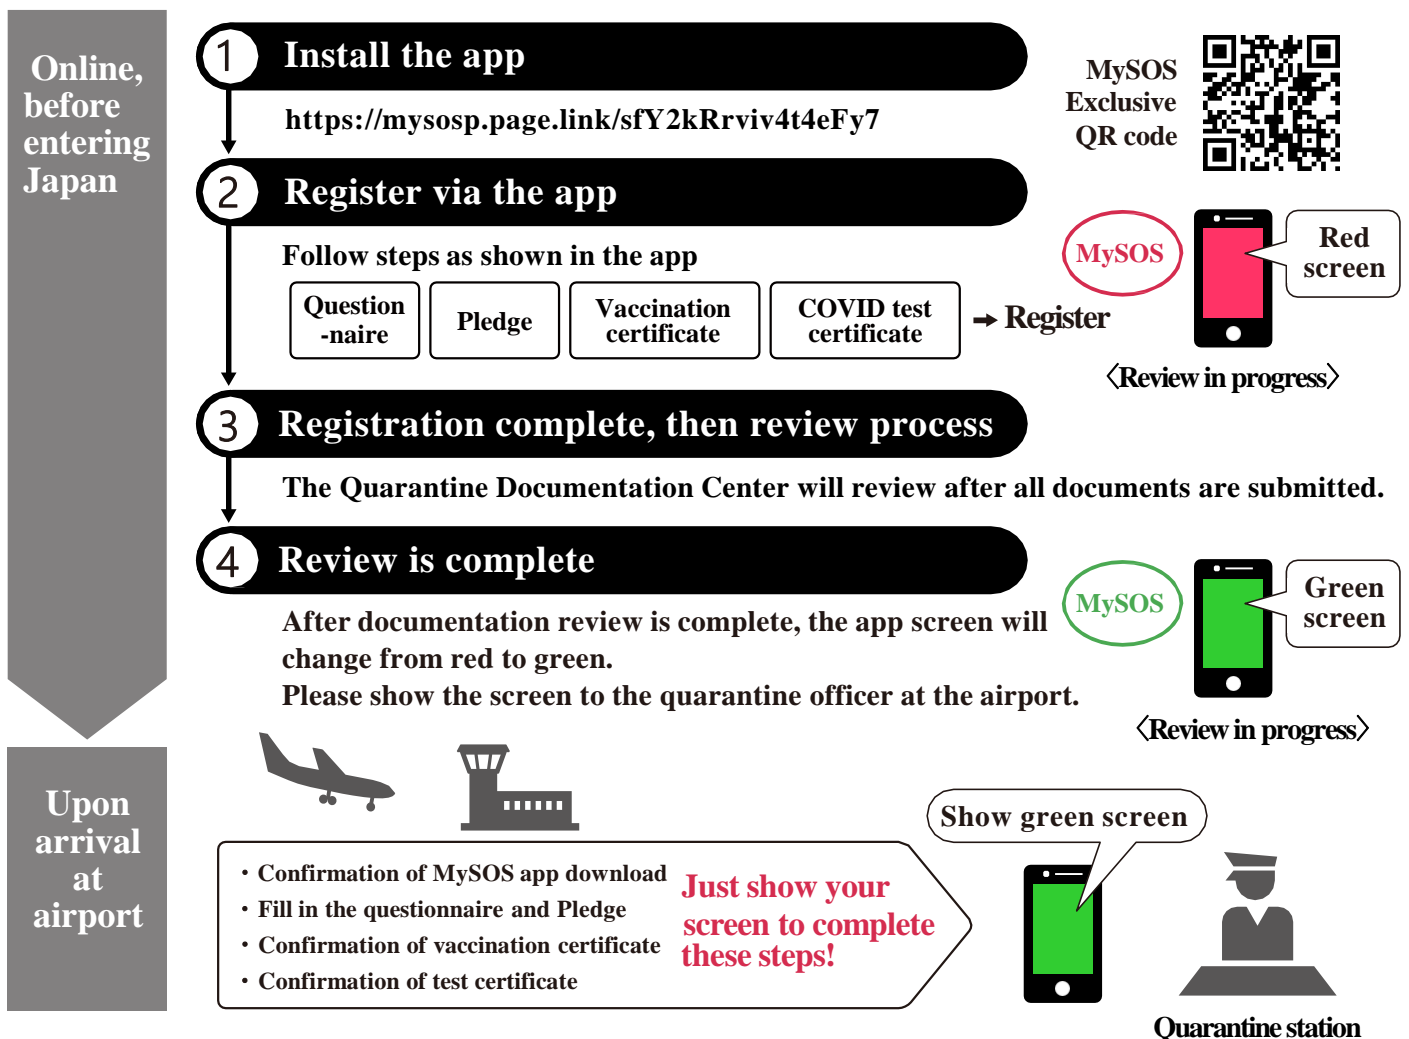 Online,
before
entering
Japan
1 Install the app
https://mysosp.page.link/sfY2kRrviv4t4eFy7
MySOS
Exclusive
QR code
2 Register via the app
Follow steps as shown in the app
Question
-naire
Pledge
Vaccination
certificate
COVID test
certificate
→ Register
MySOS
Red
screen
〈Review in progress〉
3 Registration complete, then review process
The Quarantine Documentation Center will review after all documents are submitted.
4 Review is complete
After documentation review is complete, the app screen will
change from red to green.
Please show the screen to the quarantine officer at the airport.
MySOS
Green
screen
〈Review in progress〉
Upon
arrival
at
airport
・Confirmation of MySOS app download
・Fill in the questionnaire and Pledge
・Confirmation of vaccination certificate
・Confirmation of test certificate
Just show your
screen to complete
these steps!
Show green screen
Quarantine station